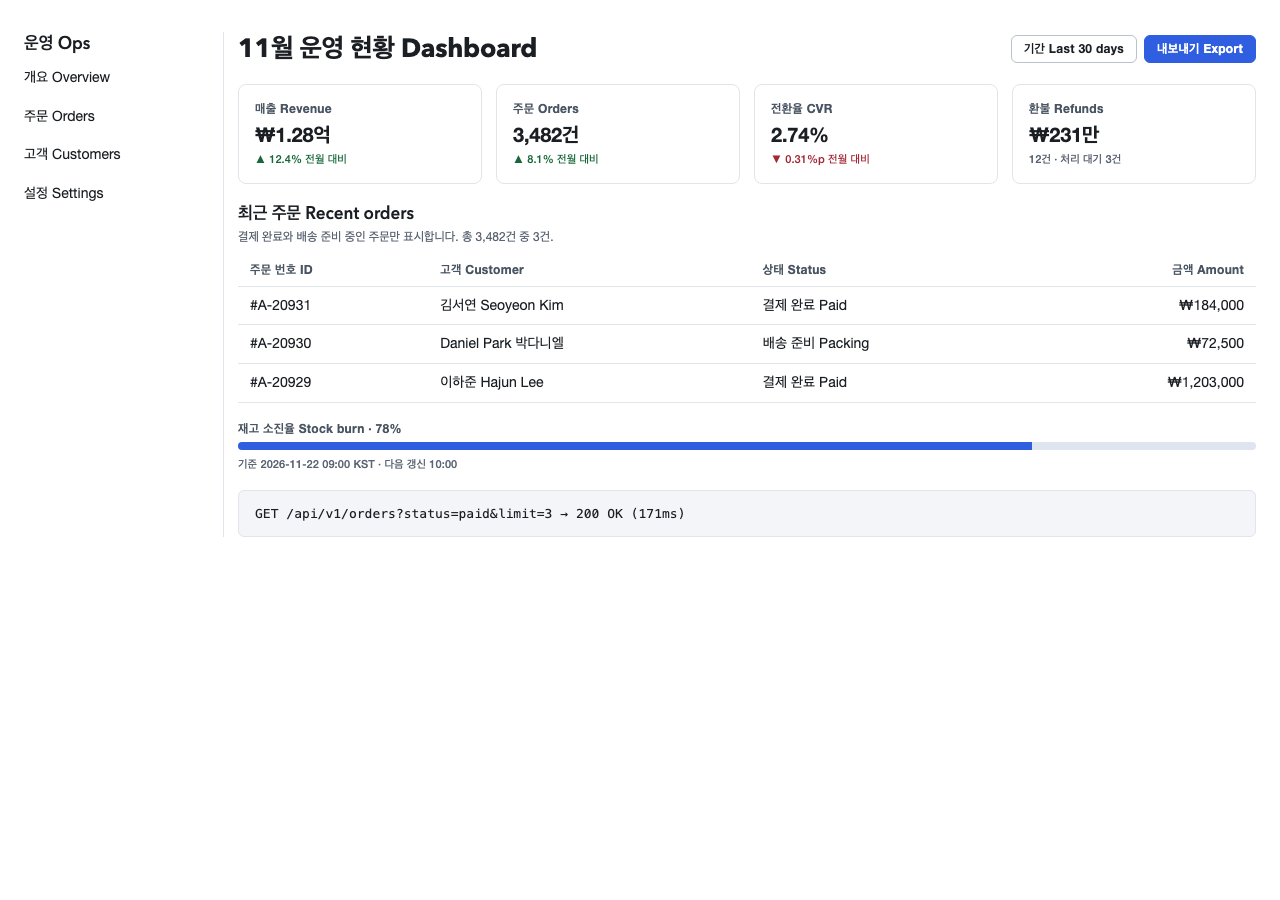 운영 Ops
개요 Overview
주문 Orders
고객 Customers
설정 Settings
11월 운영 현황 Dashboard
기간 Last 30 days
내보내기 Export
매출 Revenue
₩1.28억
▲ 12.4% 전월 대비
주문 Orders
3,482건
▲ 8.1% 전월 대비
전환율 CVR
2.74%
▼ 0.31%p 전월 대비
환불 Refunds
₩231만
12건 · 처리 대기 3건
최근 주문 Recent orders
결제 완료와 배송 준비 중인 주문만 표시합니다. 총 3,482건 중 3건.
주문 번호 ID 고객 Customer 상태 Status 금액 Amount
#A-20931 김서연 Seoyeon Kim 결제 완료 Paid ₩184,000
#A-20930 Daniel Park 박다니엘 배송 준비 Packing ₩72,500
#A-20929 이하준 Hajun Lee 결제 완료 Paid ₩1,203,000
재고 소진율 Stock burn · 78%
기준 2026-11-22 09:00 KST · 다음 갱신 10:00
GET /api/v1/orders?status=paid&limit=3 → 200 OK (171ms)